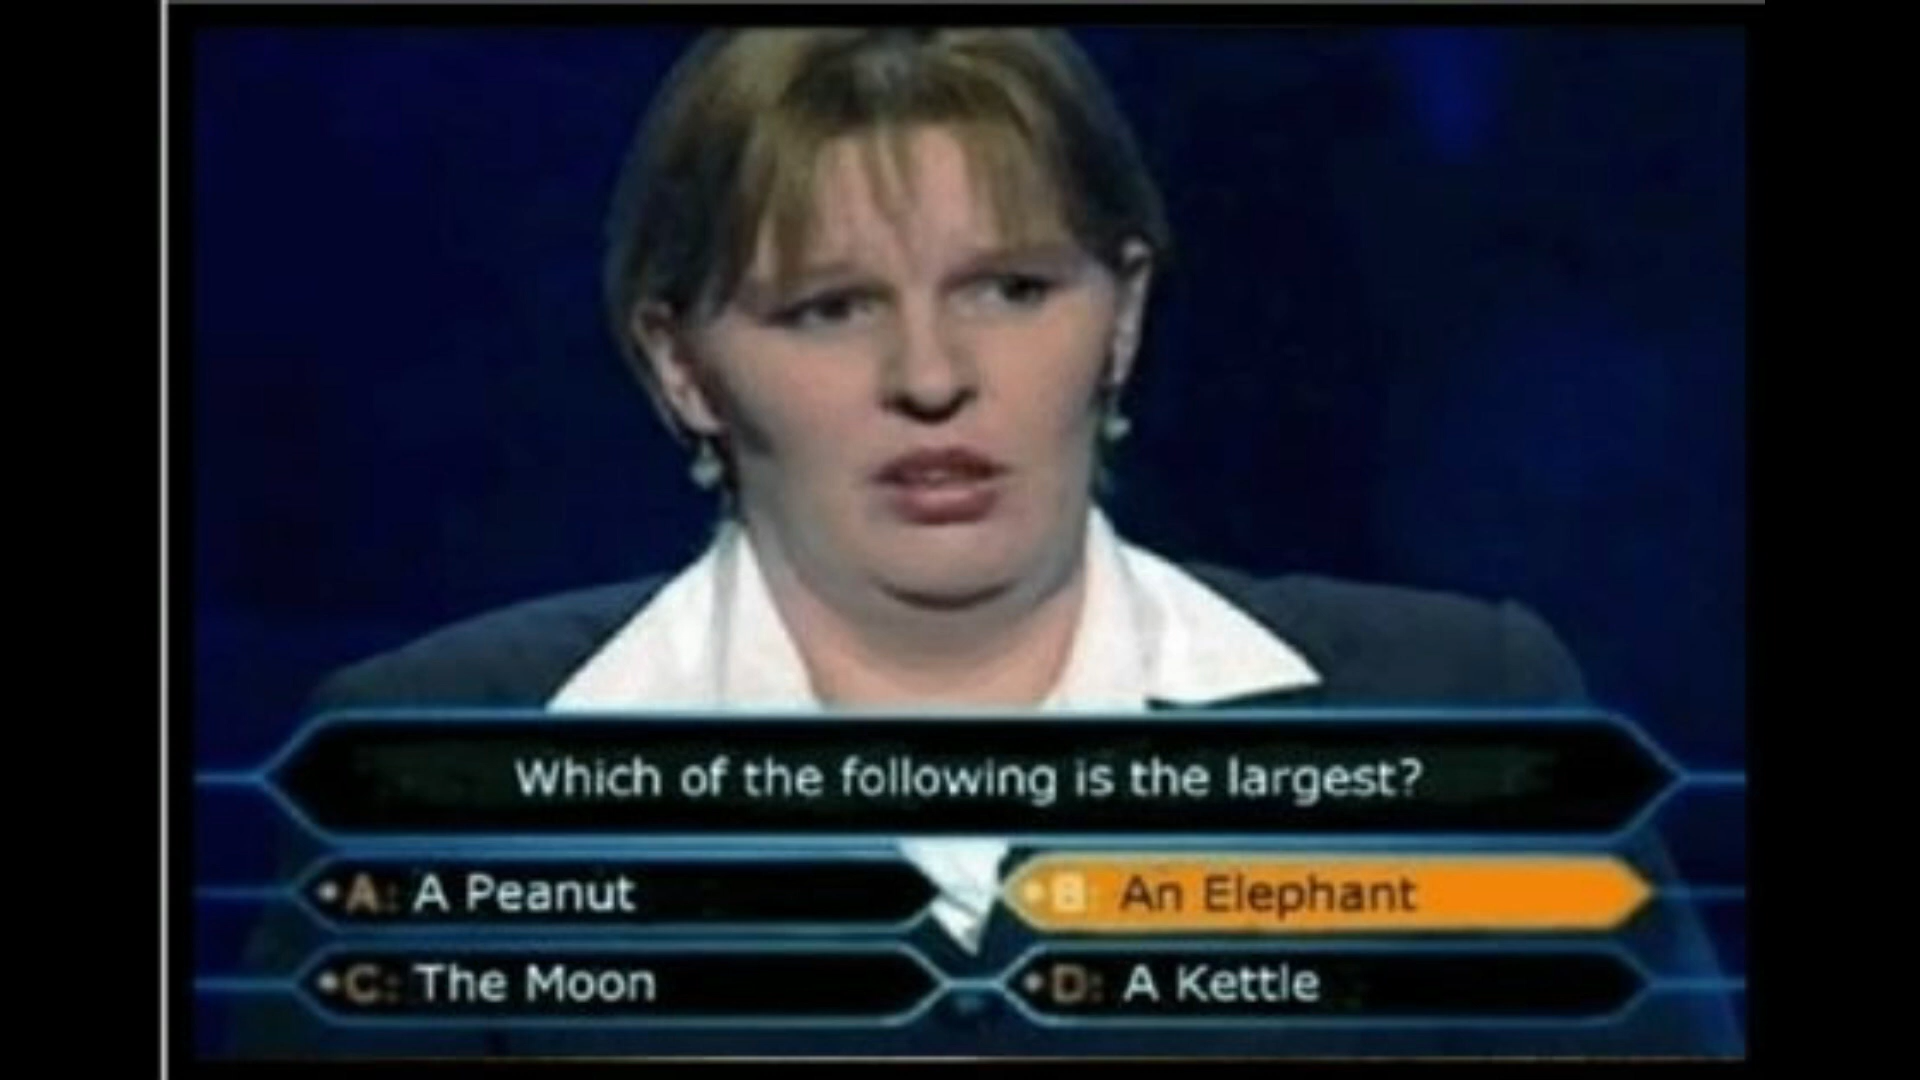 Which of the following is the largest?
A: A Peanut
B: An Elephant
C: The Moon
D: A Kettle